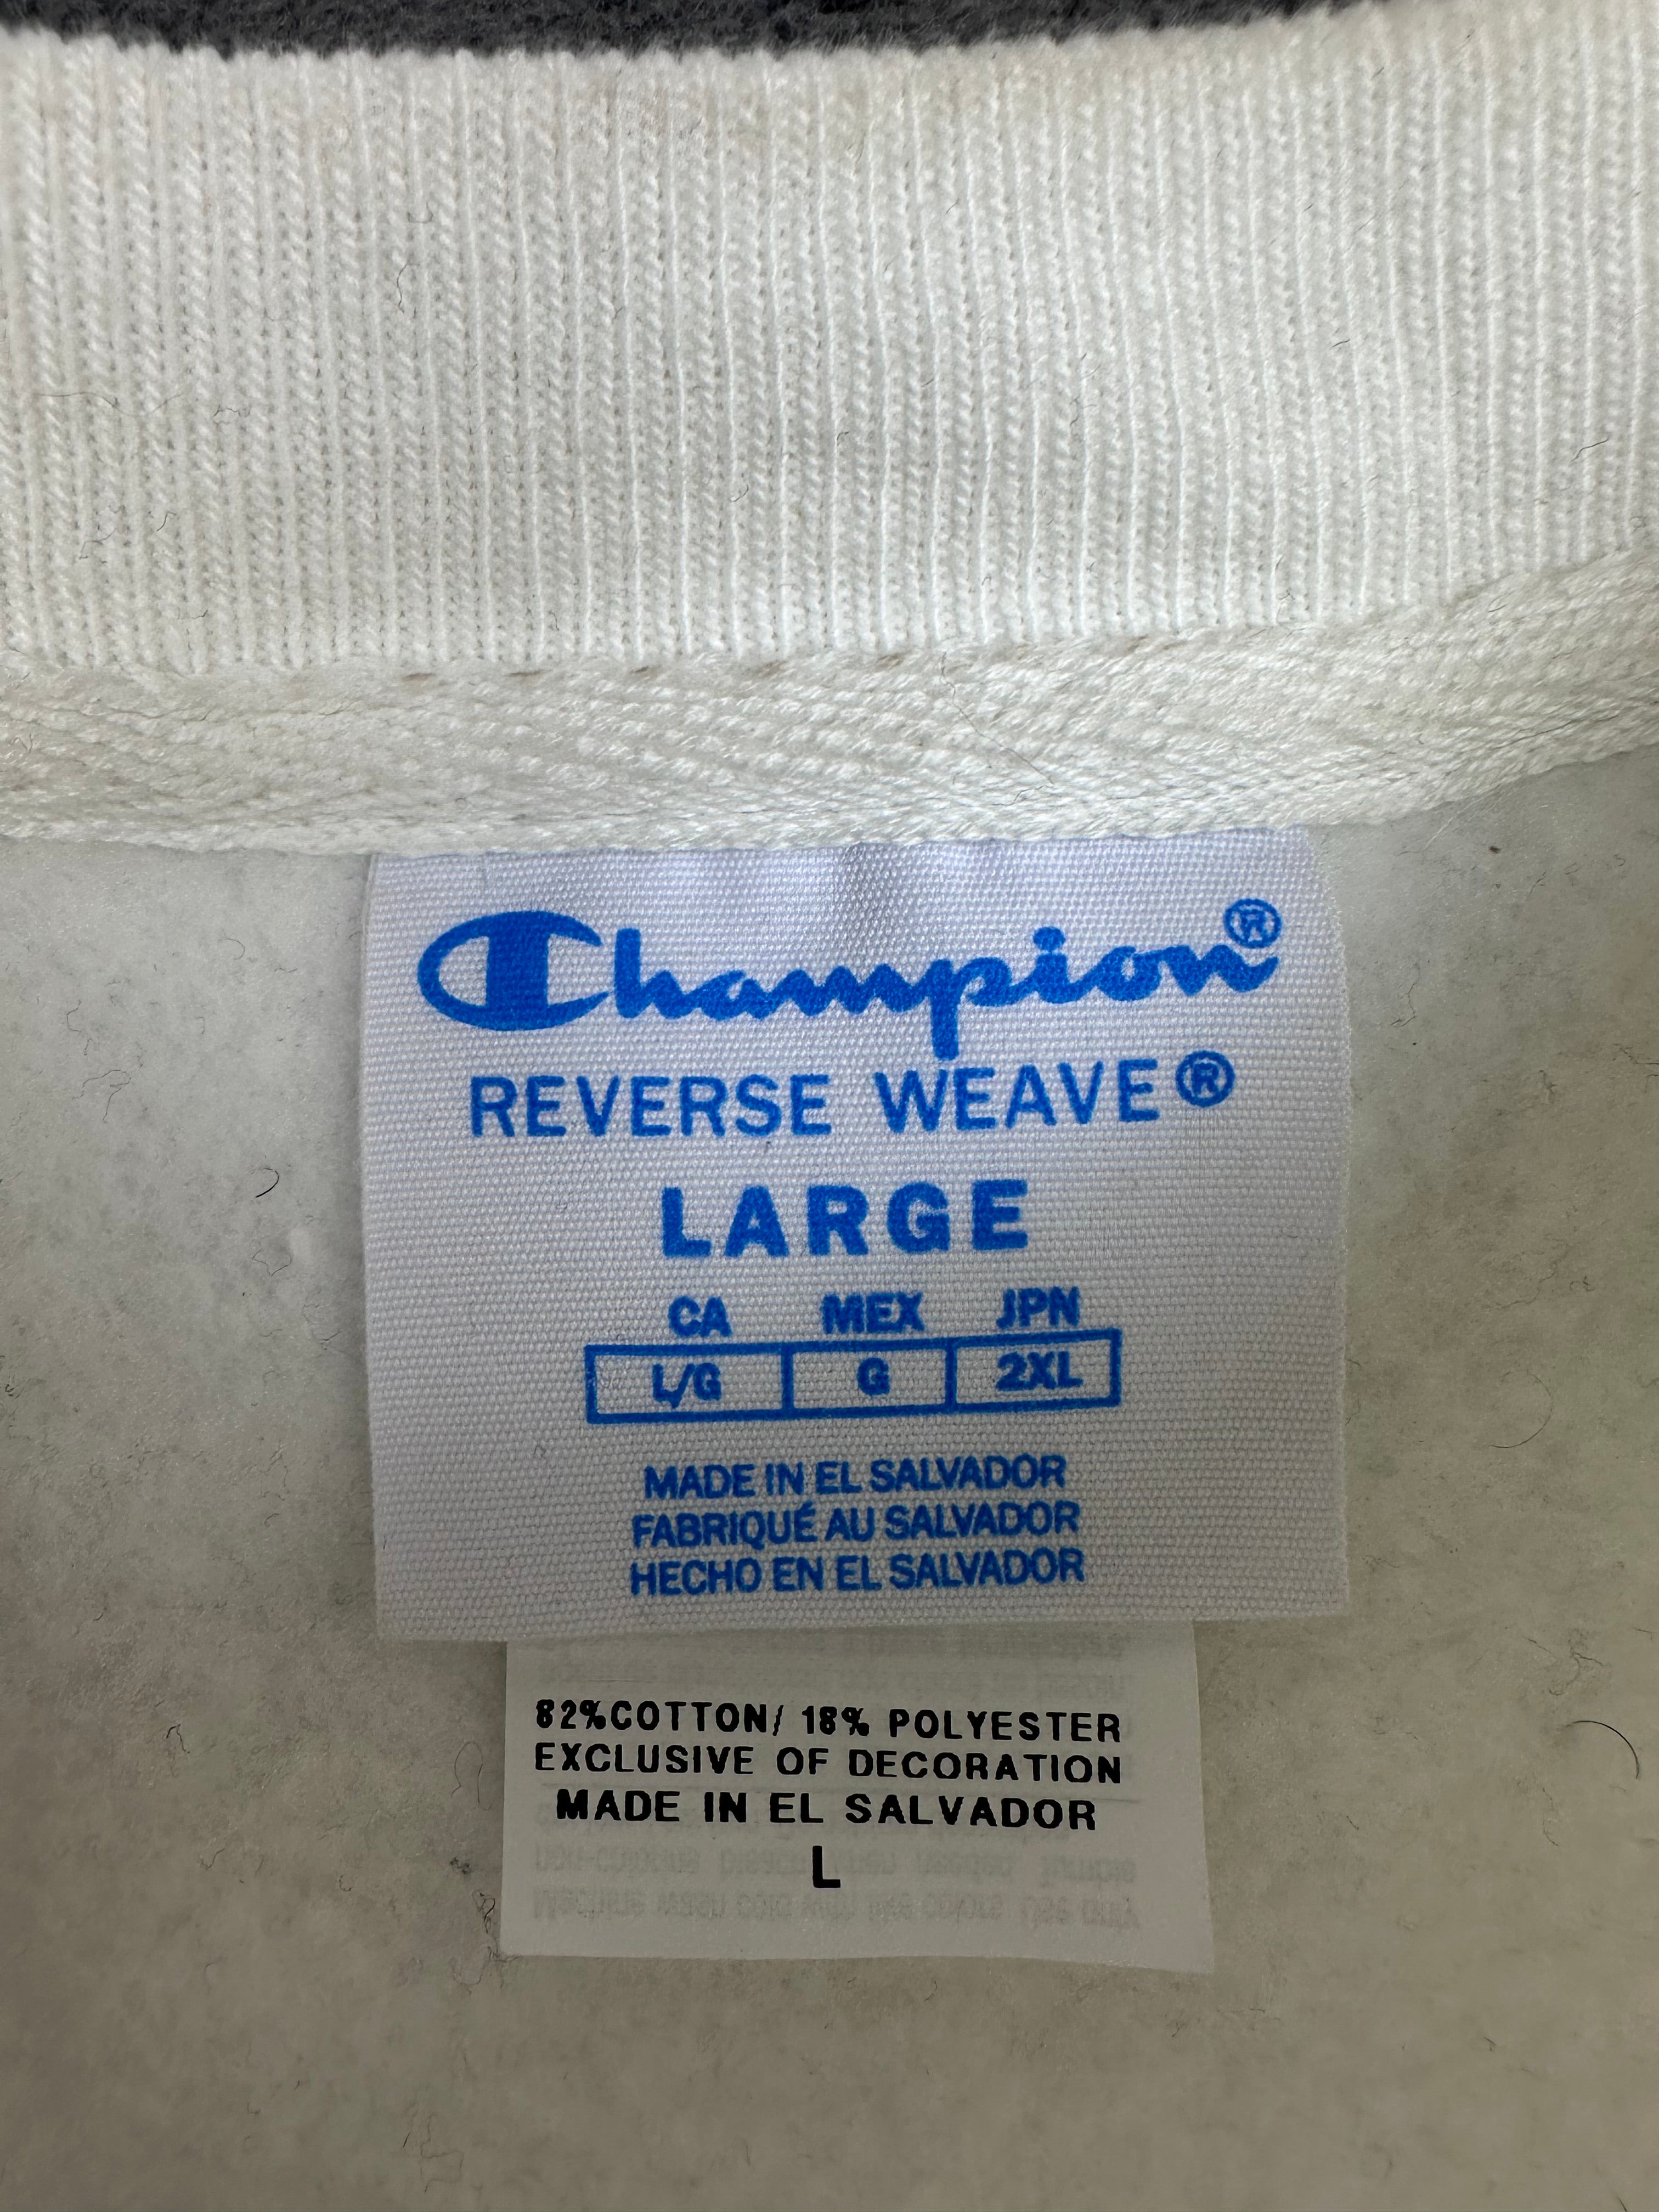 Champion®
REVERSE WEAVE®
LARGE
CA MEX JPN
L/G G 2XL
MADE IN EL SALVADOR
FABRIQUÉ AU SALVADOR
HECHO EN EL SALVADOR
82%COTTON/ 18% POLYESTER
EXCLUSIVE OF DECORATION
MADE IN EL SALVADOR
L